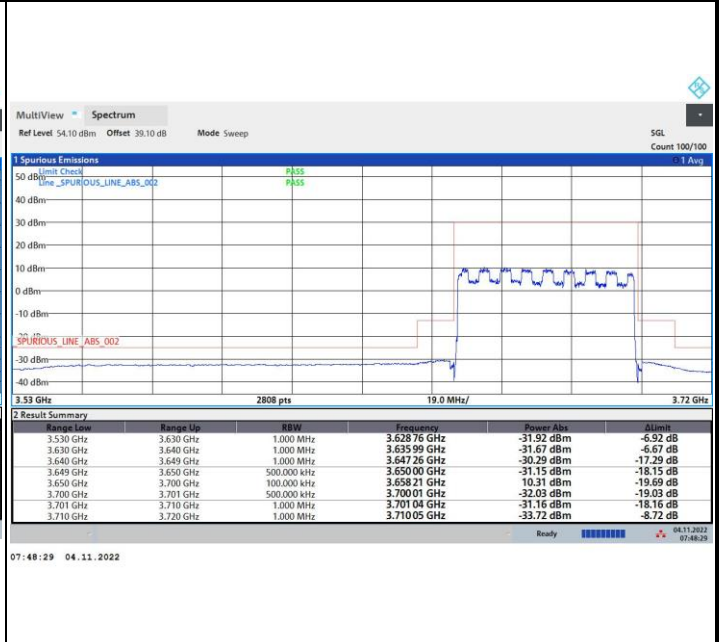 MultiView Spectrum
Ref Level 54.10 dBm Offset 39.10 dB Mode Sweep SGL
Count 100/100
1 Spurious Emissions 1 Avg
50 dBm Limit Check PASS
Line _SPURIOUS_LINE_ABS_002 PASS
40 dBm
30 dBm
20 dBm
10 dBm
0 dBm
-10 dBm
SPURIOUS_LINE_ABS_002
-30 dBm
-40 dBm
3.53 GHz 2808 pts 19.0 MHz/ 3.72 GHz
2 Result Summary
Range Low Range Up RBW Frequency Power Abs ΔLimit
3.530 GHz 3.630 GHz 1.000 MHz 3.628 76 GHz -31.92 dBm -6.92 dB
3.630 GHz 3.640 GHz 1.000 MHz 3.635 99 GHz -31.67 dBm -6.67 dB
3.640 GHz 3.649 GHz 1.000 MHz 3.647 26 GHz -30.29 dBm -17.29 dB
3.649 GHz 3.650 GHz 500.000 kHz 3.650 00 GHz -31.15 dBm -18.15 dB
3.650 GHz 3.700 GHz 100.000 kHz 3.658 21 GHz 10.31 dBm -19.69 dB
3.700 GHz 3.701 GHz 500.000 kHz 3.700 01 GHz -32.03 dBm -19.03 dB
3.701 GHz 3.710 GHz 1.000 MHz 3.701 04 GHz -31.16 dBm -18.16 dB
3.710 GHz 3.720 GHz 1.000 MHz 3.710 05 GHz -33.72 dBm -8.72 dB
Ready 04.11.2022
07:48:29
07:48:29 04.11.2022